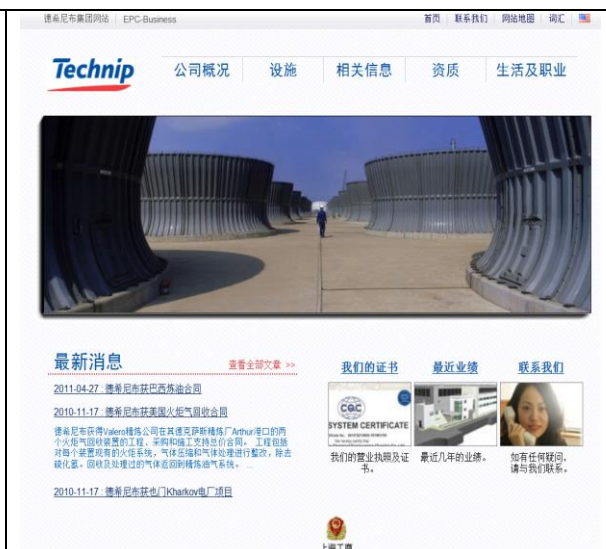 德希尼布集团网站 | EPC-Business
首页 | 联系我们 | 网站地图 | 词汇
Technip
公司概况 设施 相关信息 资质 生活及职业
最新消息 查看全部文章 >>
2011-04-27 : 德希尼布获巴西炼油合同
2010-11-17 : 德希尼布获美国火炬气回收合同
德希尼布获得Valero精炼公司在其德克萨斯精炼厂Arthur港口的两
个火炬气回收装置的工程、采购和施工支持总价合同。 工程包括
对每个装置现有的火炬系统，气体压缩和气体处理进行整改，除去
硫化氢。回收及处理过的气体返回到精炼油气系统。 ...
2010-11-17 : 德希尼布获也门Kharkov电厂项目
我们的证书
CQC
SYSTEM CERTIFICATE
我们的营业执照及证
书。
最近业绩
最近几年的业绩。
联系我们
如有任何疑问，
请与我们联系。
上海工商